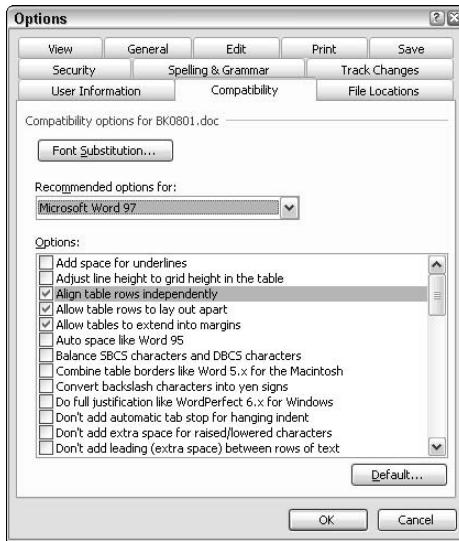 Options
View General Edit Print Save
Security Spelling & Grammar Track Changes
User Information Compatibility File Locations
Compatibility options for BK0801.doc
Font Substitution...
Recommended options for:
Microsoft Word 97
Options:
Add space for underlines
Adjust line height to grid height in the table
Align table rows independently
Allow table rows to lay out apart
Allow tables to extend into margins
Auto space like Word 95
Balance SBCS characters and DBCS characters
Combine table borders like Word 5.x for the Macintosh
Convert backslash characters into yen signs
Do full justification like WordPerfect 6.x for Windows
Don't add automatic tab stop for hanging indent
Don't add extra space for raised/lowered characters
Don't add leading (extra space) between rows of text
Default...
OK Cancel